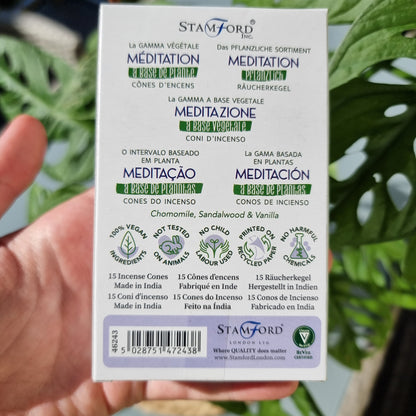 STAMFORD®
INC.
La GAMMA VÉGÉTALE
MÉDITATION
à BASE de PLANTE
CÔNES D'ENCENS
Das PFLANZLICHE SORTIMENT
MEDITATION
PFLANZLICH
RÄUCHERKEGEL
La GAMMA A BASE VEGETALE
MEDITAZIONE
a BASE VEGETALE
CONI D'INCENSO
O INTERVALO BASEADO
EM PLANTA
MEDITAÇÃO
à BASE de PLANTAS
CONES DO INCENSO
La GAMA BASADA
EN PLANTAS
MEDITACIÓN
a BASE de PLANTAS
CONOS DE INCIENSO
Chamomile, Sandalwood & Vanilla
100% VEGAN
INGREDIENTS
NOT TESTED
ON ANIMALS
NO CHILD
LABOUR USED
PRINTED ON
RECYCLED PAPER
NO HARMFUL
CHEMICALS
15 Incense Cones
Made in India
15 Cônes d'encens
Fabriqué en Inde
15 Räucherkegel
Hergestellt in Indien
15 Coni d'incenso
Made in India
15 Cones do Incenso
Feito na Índia
15 Conos de Incienso
Fabricado en India
46243
5 028751 472438
STAMFORD®
LONDON LTD.
Where QUALITY does matter
www.StamfordLondon.com
BeVeg
CERTIFIED